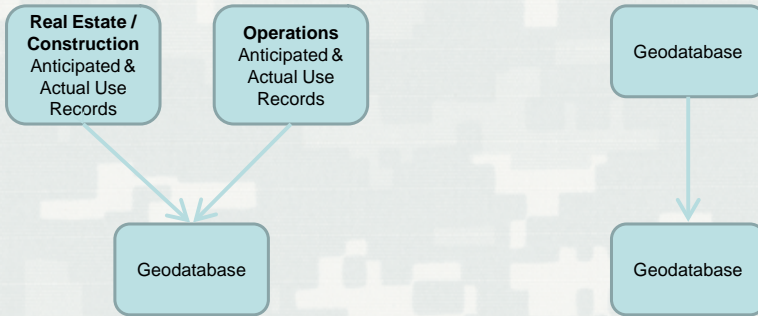 Real Estate /
Construction
Anticipated &
Actual Use
Records
Operations
Anticipated &
Actual Use
Records
Geodatabase
Geodatabase
Geodatabase